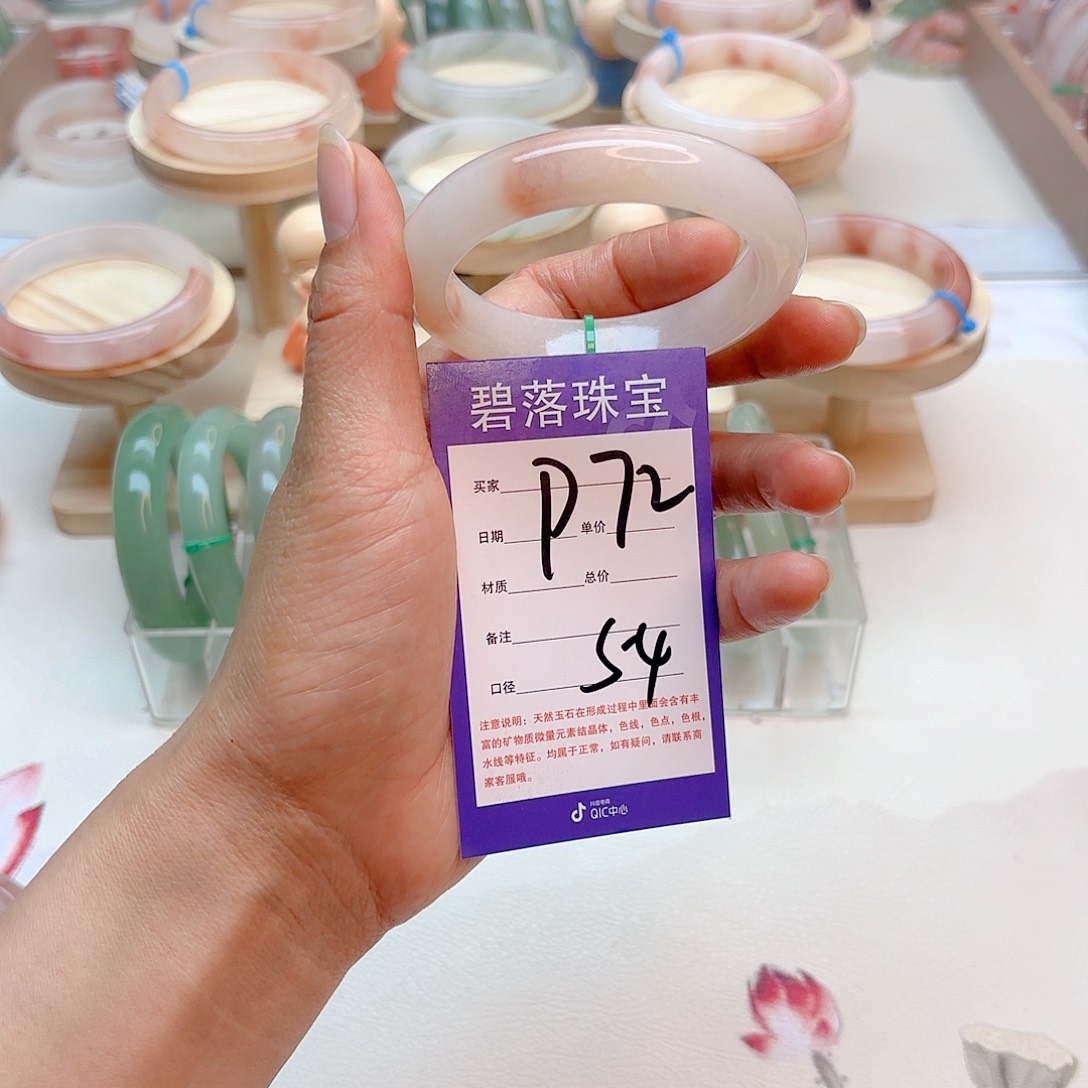 碧落珠宝
买家 P72
日期 单价
材质 总价
备注
口径 54
注意说明：天然玉石在形成过程中里面会含有丰
富的矿物质微量元素结晶体，色线，色点，色根，
水线等特征。均属于正常，如有疑问，请联系商
家客服哦。
抖音电商
QIC中心